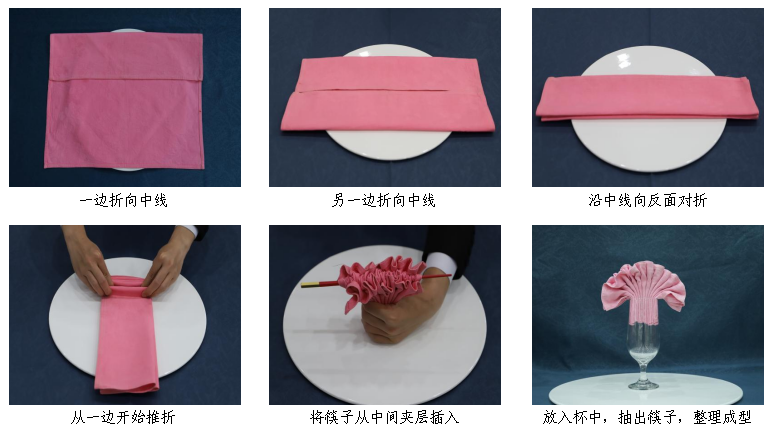 一边折向中线
另一边折向中线
沿中线向反面对折
从一边开始推折
将筷子从中间夹层插入
放入杯中，抽出筷子，整理成型